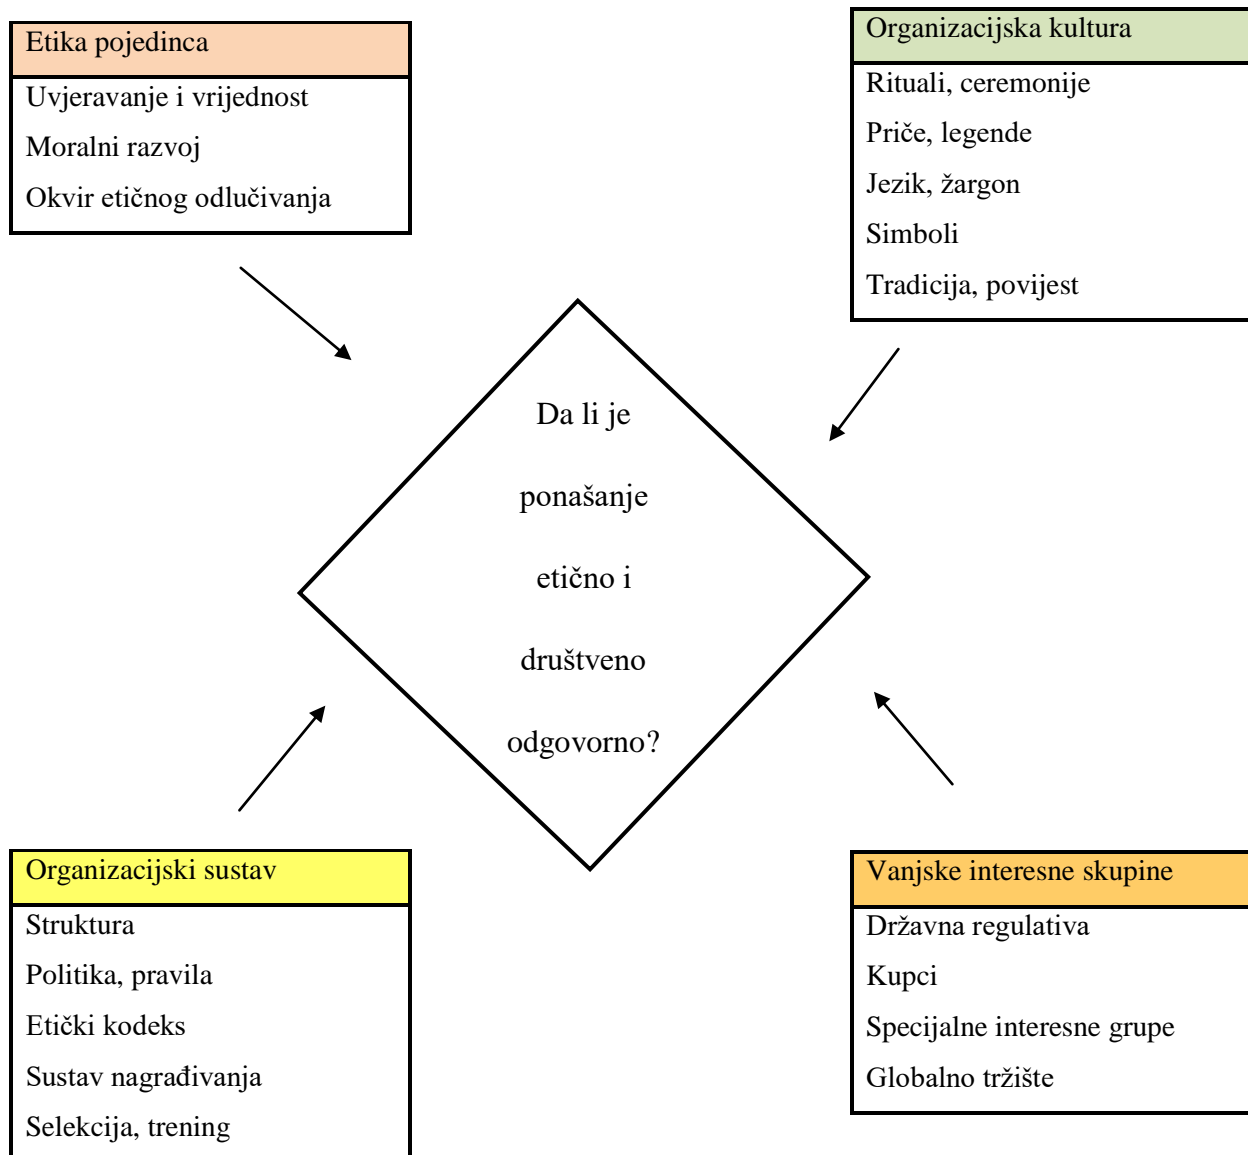 Etika pojedinca
Uvjeravanje i vrijednost
Moralni razvoj
Okvir etičnog odlučivanja
Organizacijska kultura
Rituali, ceremonije
Priče, legende
Jezik, žargon
Simboli
Tradicija, povijest
Da li je
ponašanje
etično i
društveno
odgovorno?
Organizacijski sustav
Struktura
Politika, pravila
Etički kodeks
Sustav nagrađivanja
Selekcija, trening
Vanjske interesne skupine
Državna regulativa
Kupci
Specijalne interesne grupe
Globalno tržište